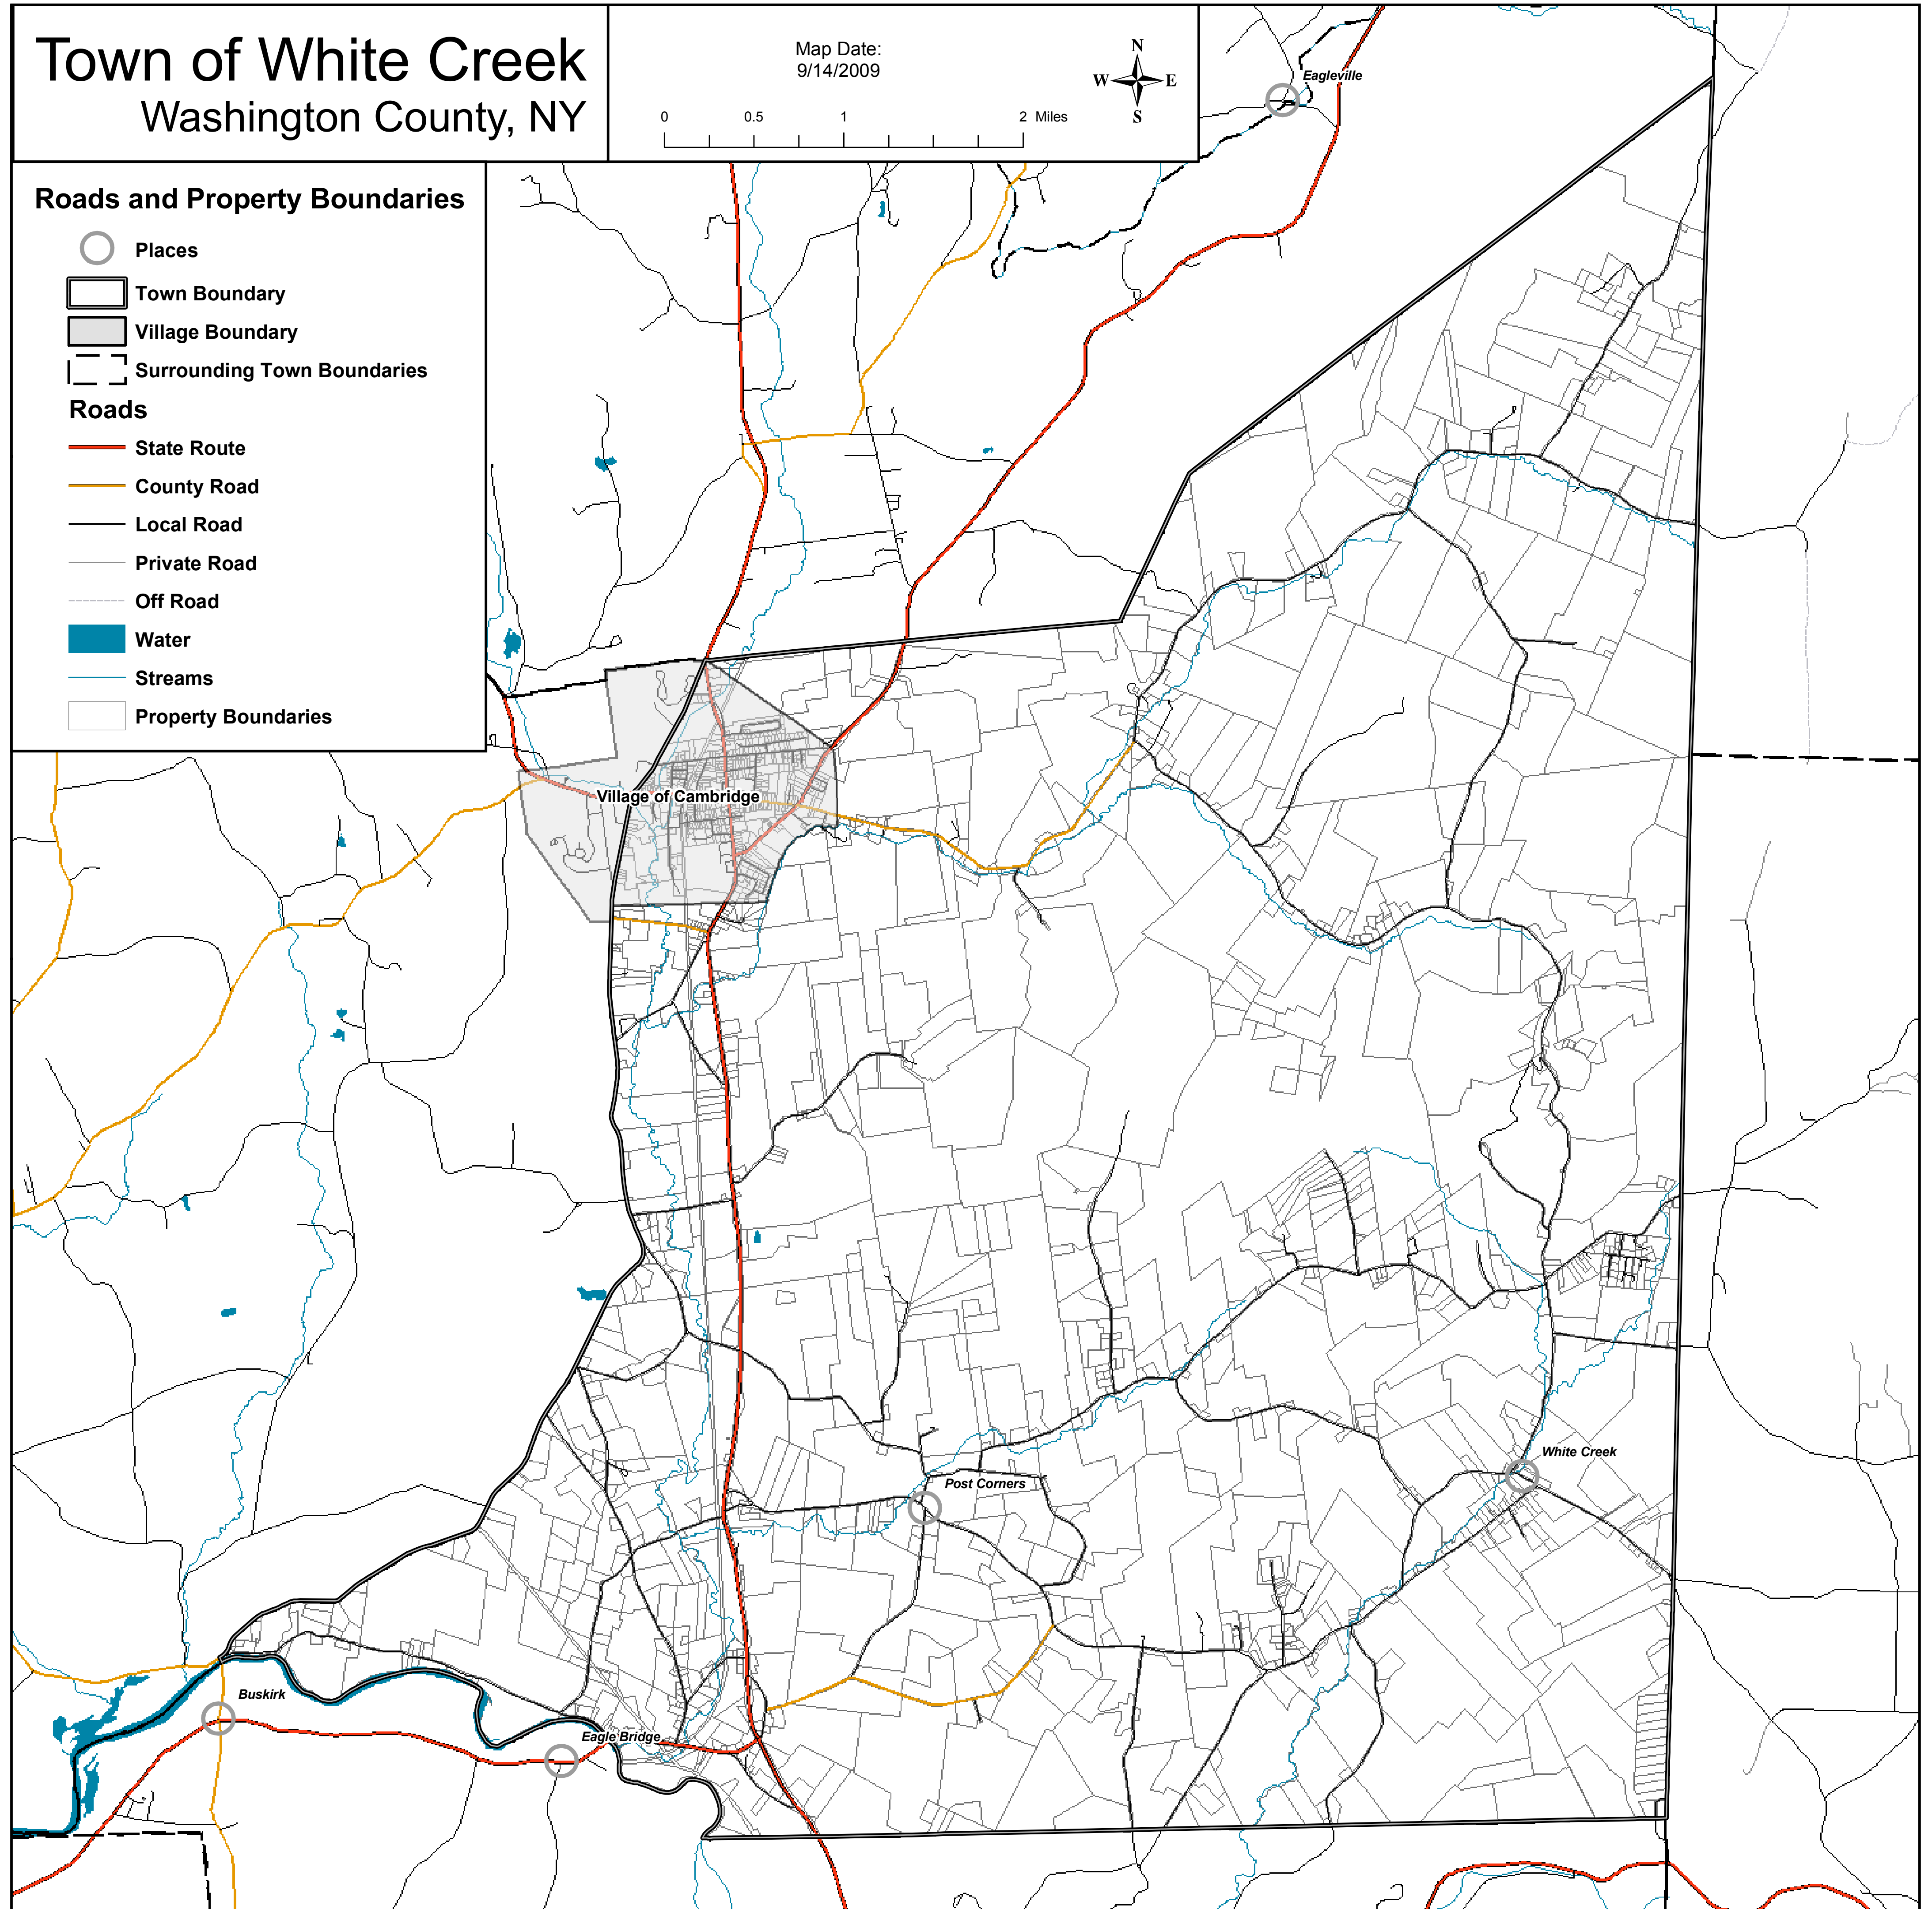 Town of White Creek
Washington County, NY
Map Date:
9/14/2009
N
W E
S
0 0.5 1 2 Miles
Roads and Property Boundaries
Places
Town Boundary
Village Boundary
Surrounding Town Boundaries
Roads
State Route
County Road
Local Road
Private Road
Off Road
Water
Streams
Property Boundaries
Eagleville
Village of Cambridge
White Creek
Post Corners
Buskirk
Eagle Bridge